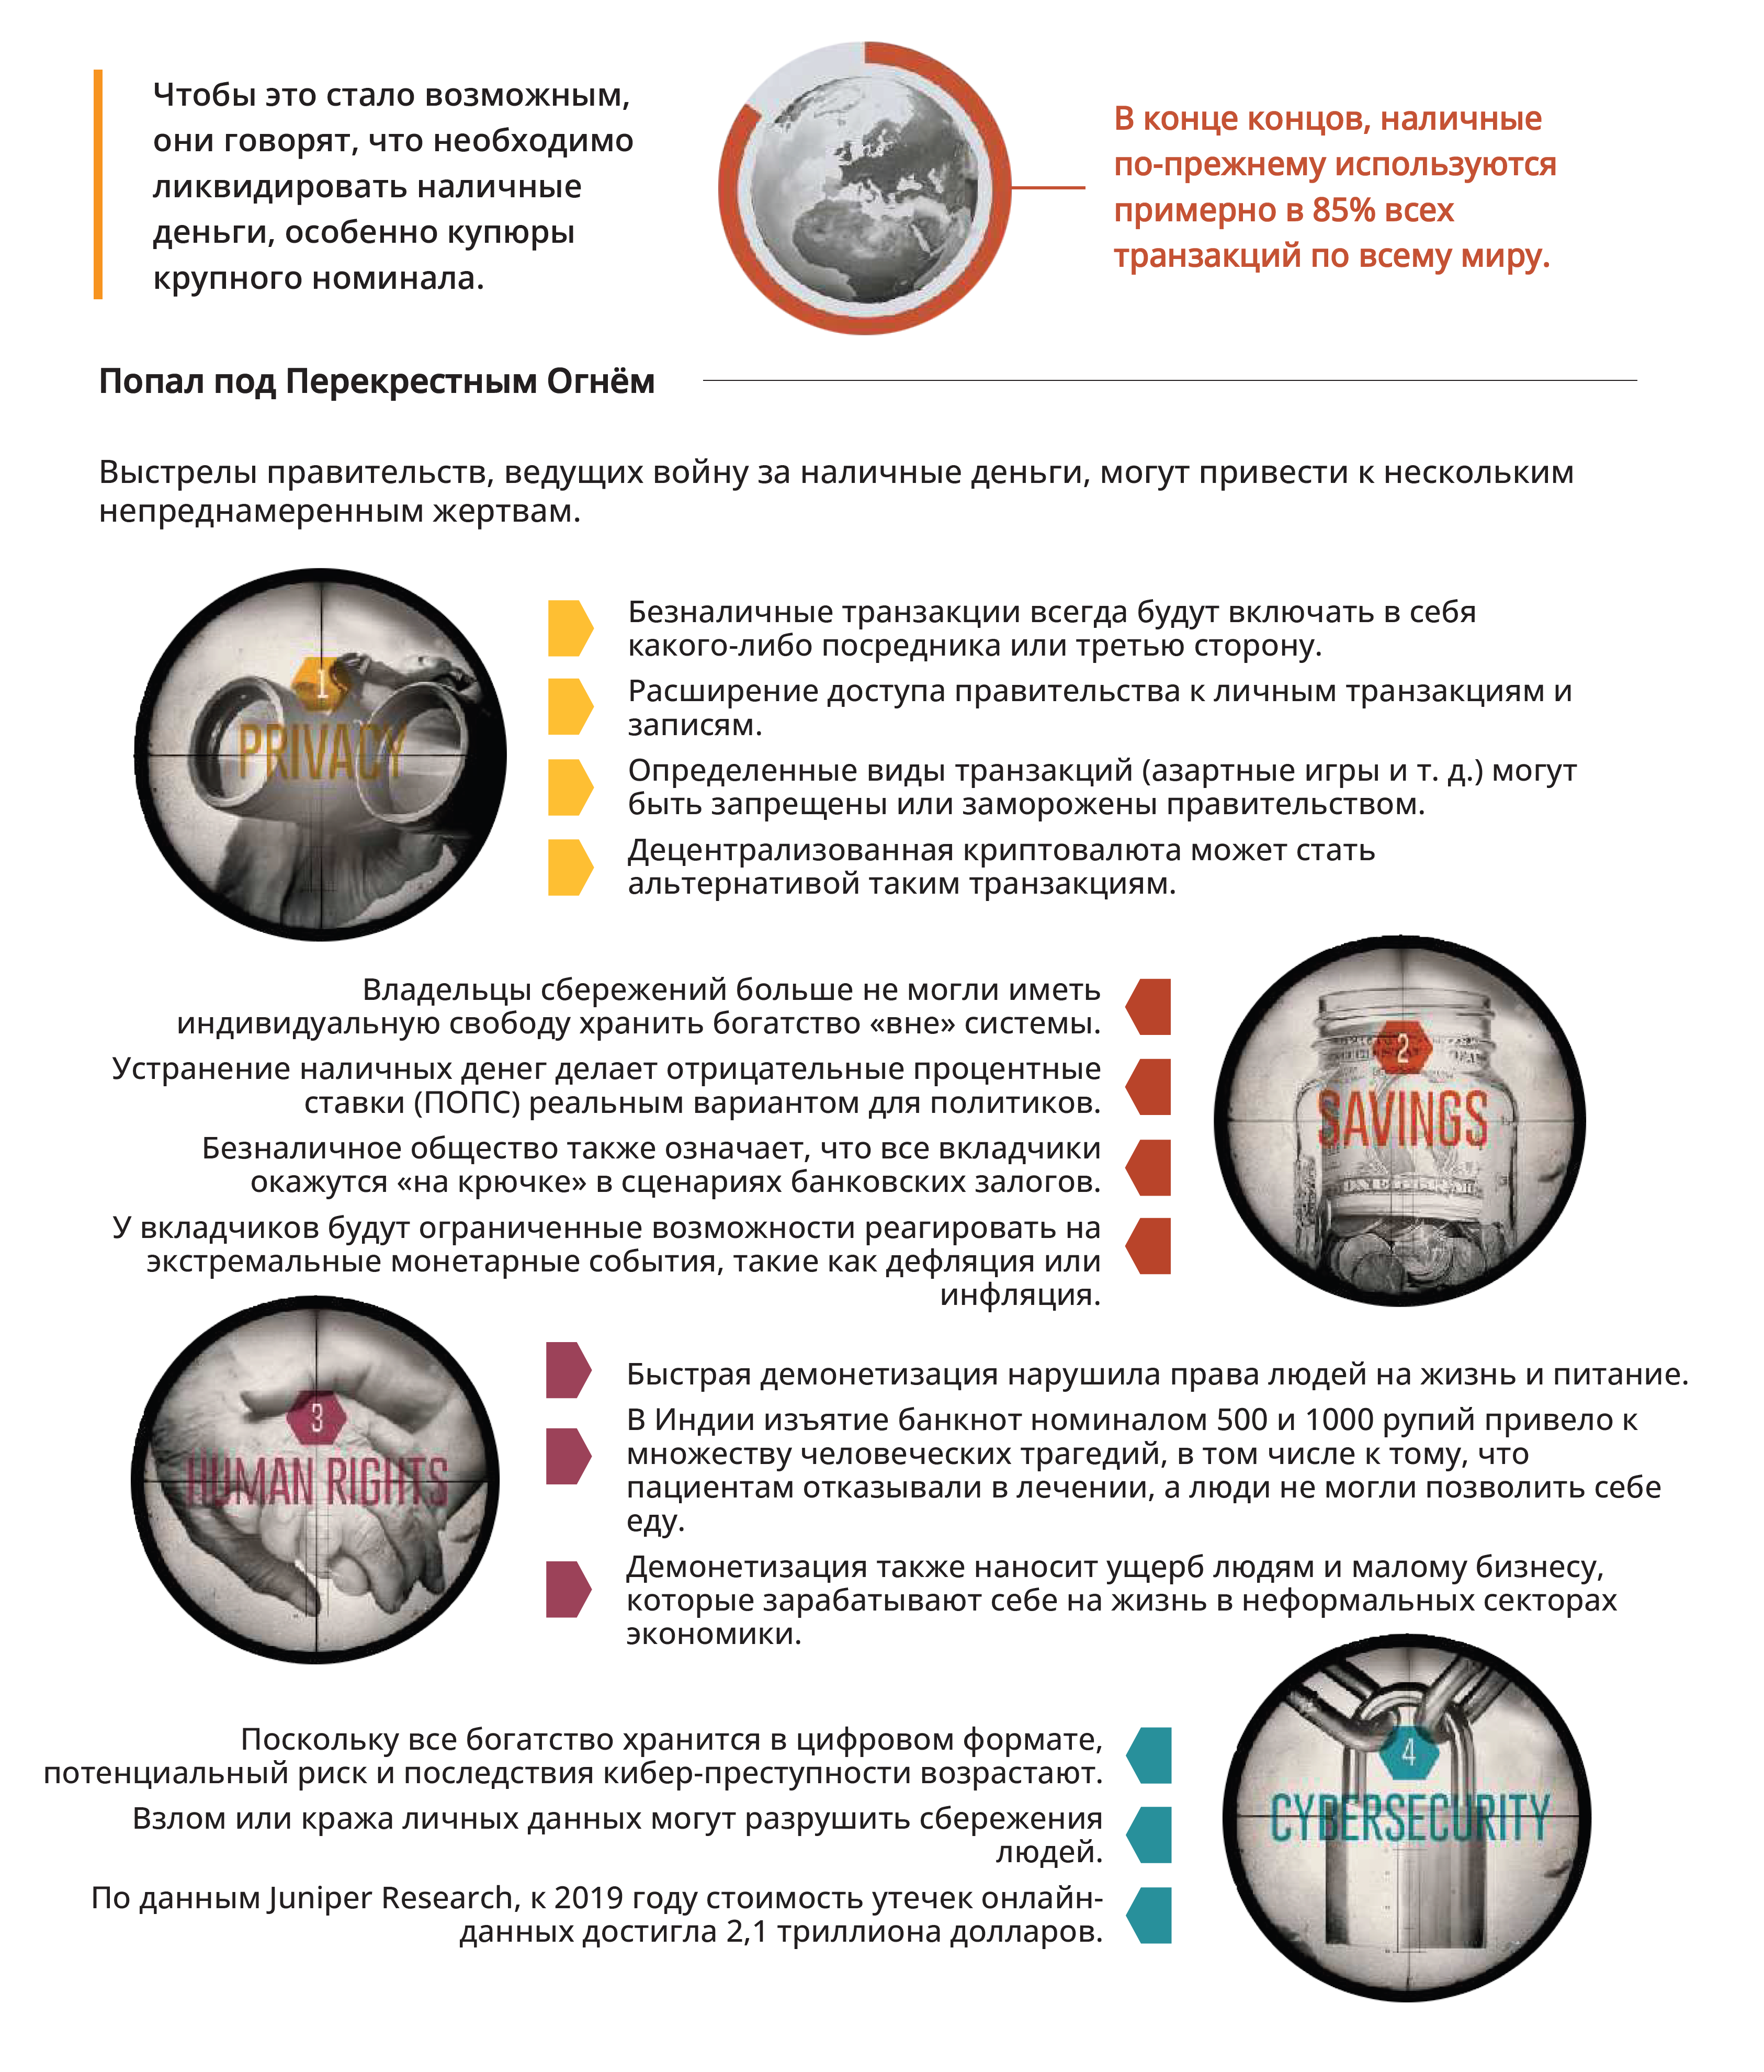 Чтобы это стало возможным,
они говорят, что необходимо
ликвидировать наличные
деньги, особенно купюры
крупного номинала.
В конце концов, наличные
по-прежнему используются
примерно в 85% всех
транзакций по всему миру.
Попал под Перекрестным Огнём
Выстрелы правительств, ведущих войну за наличные деньги, могут привести к нескольким
непреднамеренным жертвам.
1
PRIVACY
Безналичные транзакции всегда будут включать в себя
какого-либо посредника или третью сторону.
Расширение доступа правительства к личным транзакциям и
записям.
Определенные виды транзакций (азартные игры и т. д.) могут
быть запрещены или заморожены правительством.
Децентрализованная криптовалюта может стать
альтернативой таким транзакциям.
Владельцы сбережений больше не могли иметь
индивидуальную свободу хранить богатство «вне» системы.
Устранение наличных денег делает отрицательные процентные
ставки (ПОПС) реальным вариантом для политиков.
Безналичное общество также означает, что все вкладчики
окажутся «на крючке» в сценариях банковских залогов.
У вкладчиков будут ограниченные возможности реагировать на
экстремальные монетарные события, такие как дефляция или
инфляция.
2
SAVINGS
3
HUMAN RIGHTS
Быстрая демонетизация нарушила права людей на жизнь и питание.
В Индии изъятие банкнот номиналом 500 и 1000 рупий привело к
множеству человеческих трагедий, в том числе к тому, что
пациентам отказывали в лечении, а люди не могли позволить себе
еду.
Демонетизация также наносит ущерб людям и малому бизнесу,
которые зарабатывают себе на жизнь в неформальных секторах
экономики.
Поскольку все богатство хранится в цифровом формате,
потенциальный риск и последствия кибер-преступности возрастают.
Взлом или кража личных данных могут разрушить сбережения
людей.
По данным Juniper Research, к 2019 году стоимость утечек онлайн-
данных достигла 2,1 триллиона долларов.
4
CYBERSECURITY